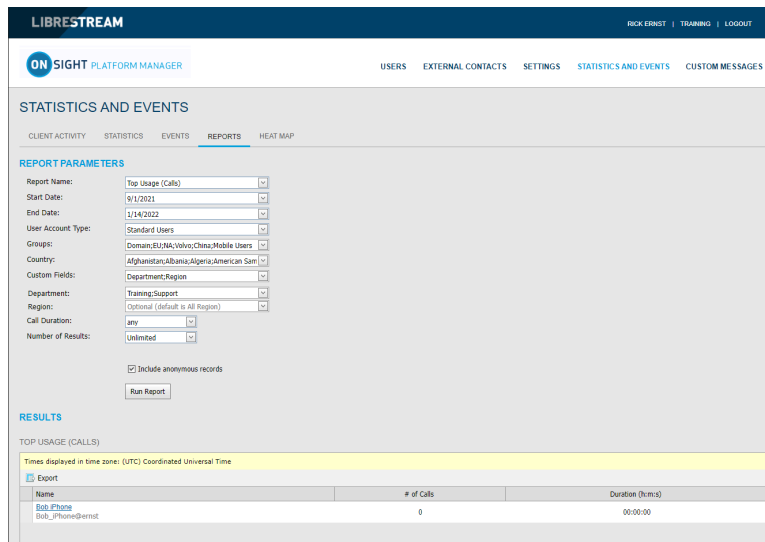 LIBRESTREAM
RICK ERNST | TRAINING | LOGOUT
ON SIGHT PLATFORM MANAGER
USERS EXTERNAL CONTACTS SETTINGS STATISTICS AND EVENTS CUSTOM MESSAGES
STATISTICS AND EVENTS
CLIENT ACTIVITY STATISTICS EVENTS REPORTS HEAT MAP
REPORT PARAMETERS
Report Name: Top Usage (Calls)
Start Date: 9/1/2021
End Date: 1/14/2022
User Account Type: Standard Users
Groups: Domain;EU;NA;Volvo;China;Mobile Users
Country: Afghanistan;Albania;Algeria;American Sam
Custom Fields: Department;Region
Department: Training;Support
Region: Optional (default is All Region)
Call Duration: any
Number of Results: Unlimited
Include anonymous records
Run Report
RESULTS
TOP USAGE (CALLS)
Times displayed in time zone: (UTC) Coordinated Universal Time
Export
Name # of Calls Duration (h:m:s)
Bob iPhone
Bob_iPhone@ernst 0 00:00:00